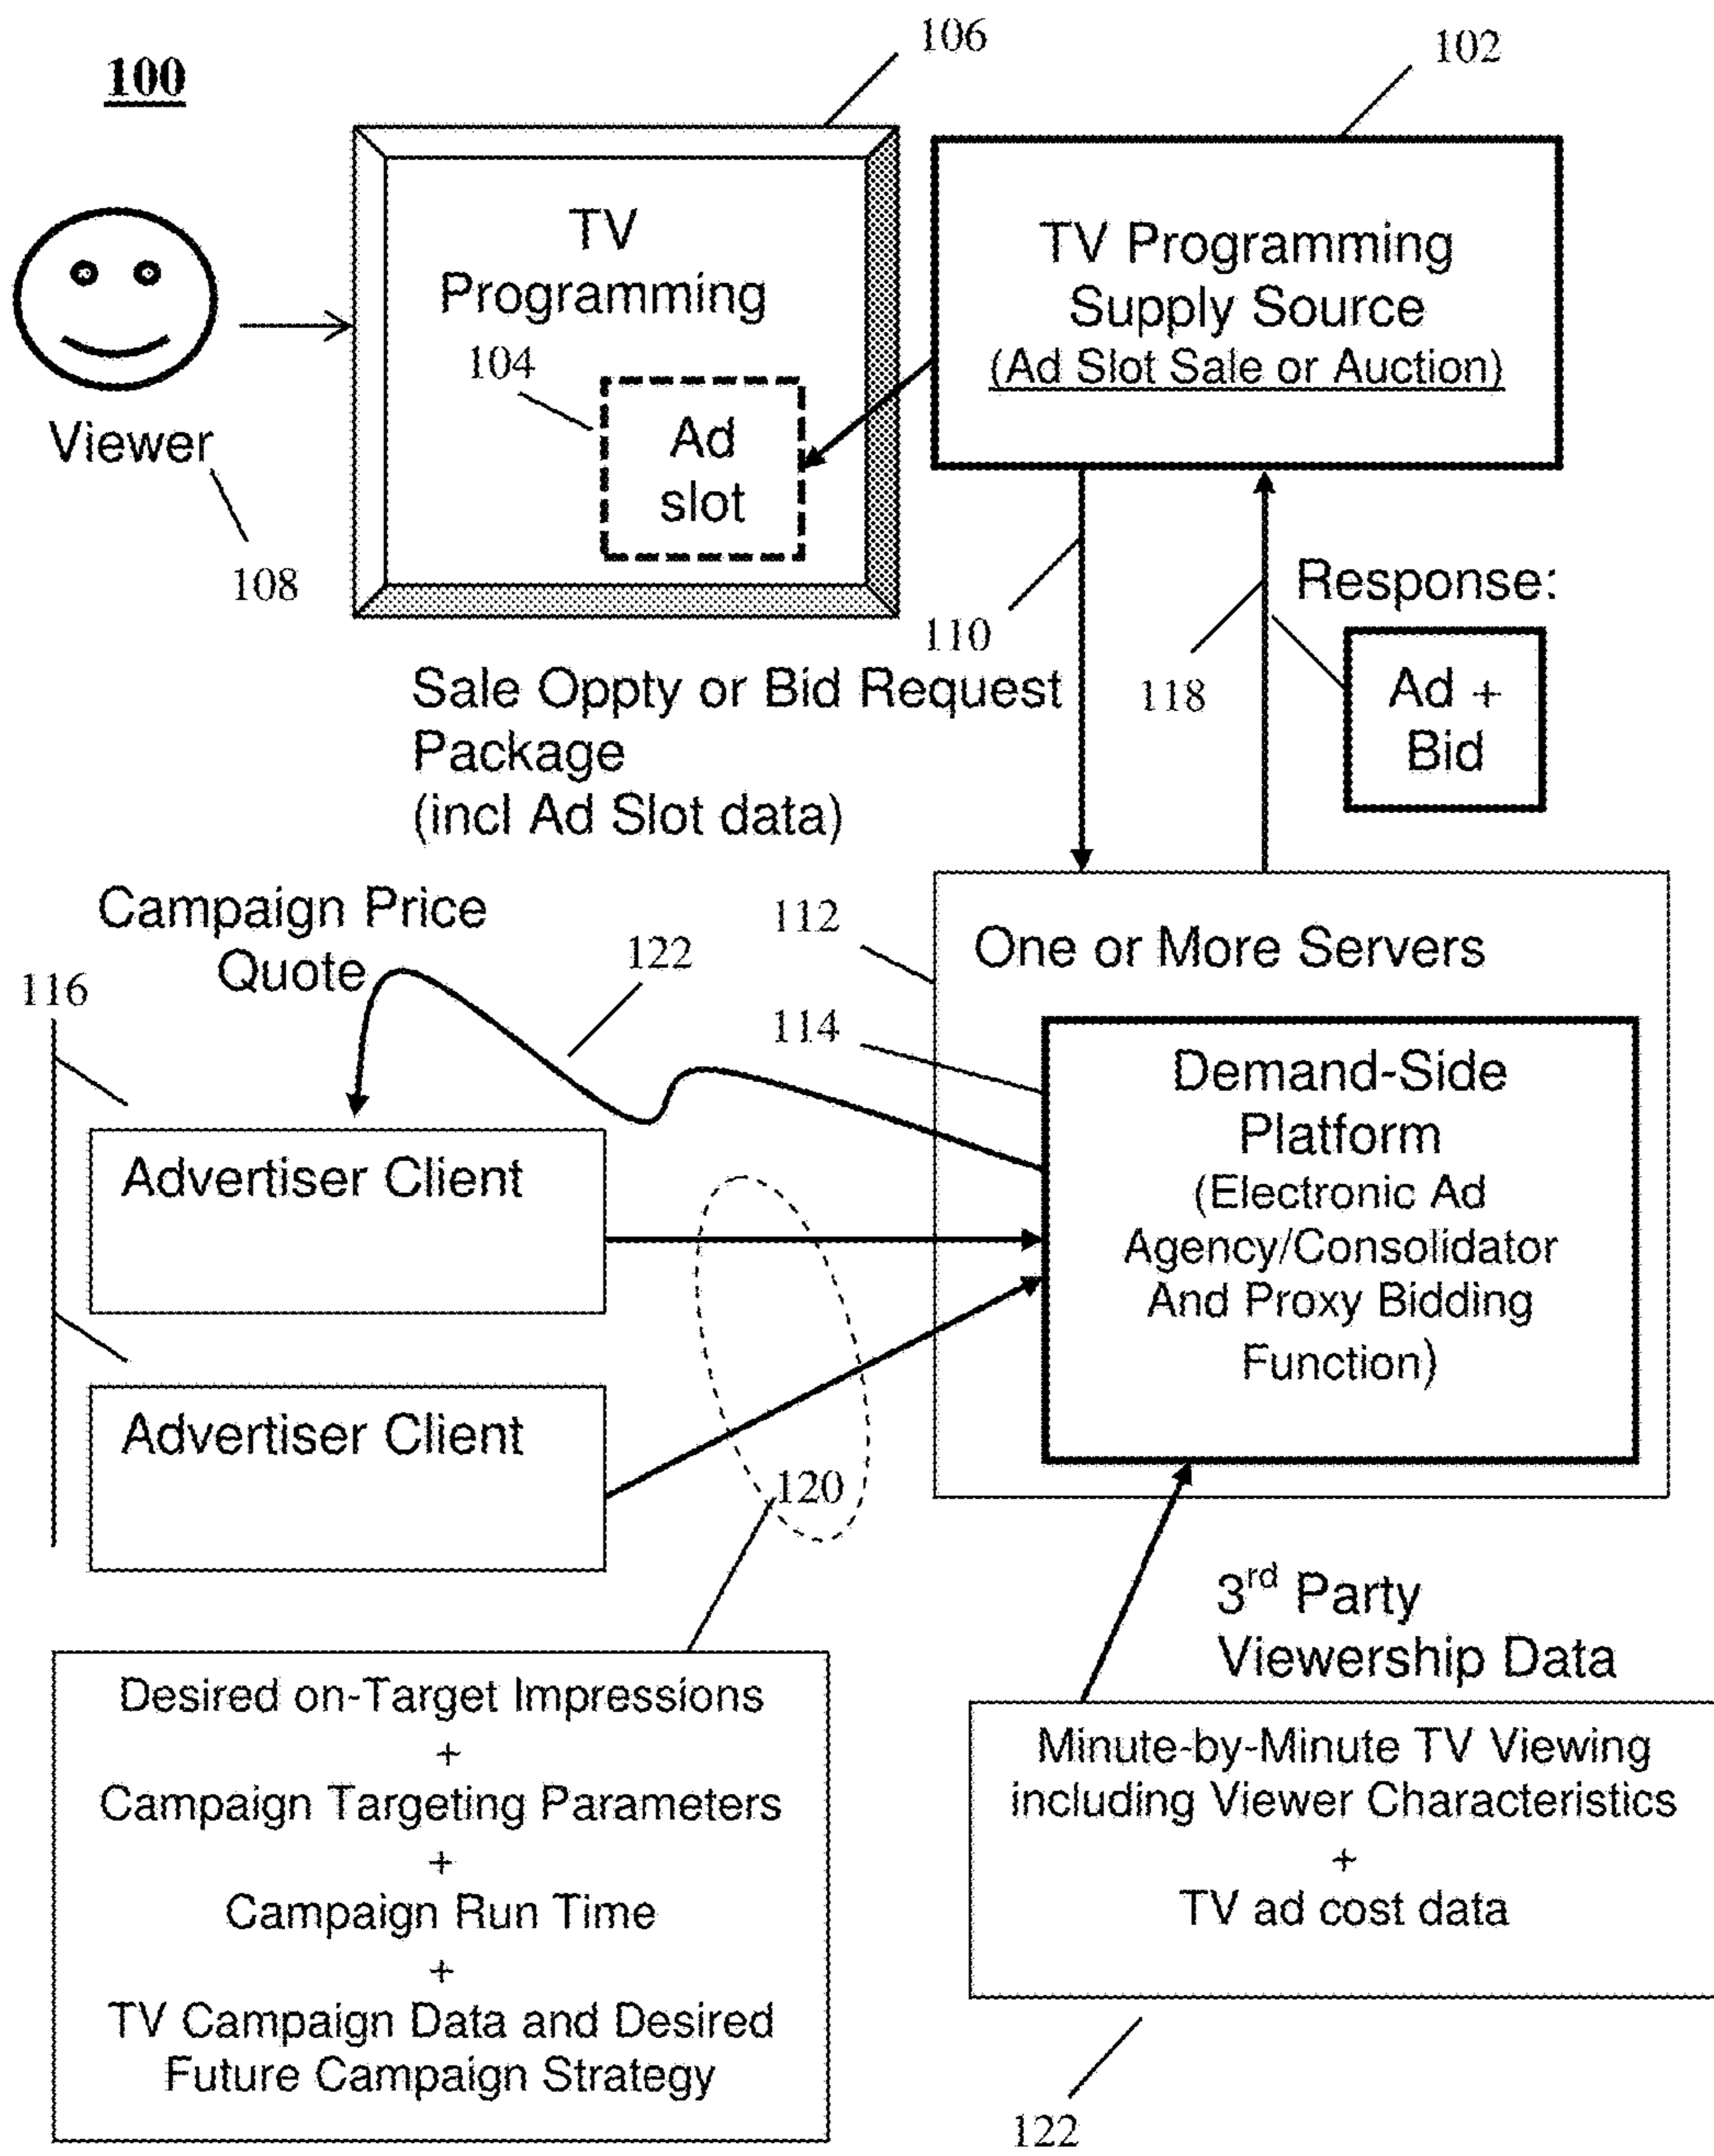 100
106
102
TV
Programming
104
Ad
slot
TV Programming
Supply Source
(Ad Slot Sale or Auction)
Viewer
108
110
118
Response:
Ad +
Bid
Sale Oppty or Bid Request
Package
(incl Ad Slot data)
Campaign Price
Quote
122
116
112
One or More Servers
114
Demand-Side
Platform
(Electronic Ad
Agency/Consolidator
And Proxy Bidding
Function)
Advertiser Client
Advertiser Client
120
Desired on-Target Impressions
+
Campaign Targeting Parameters
+
Campaign Run Time
+
TV Campaign Data and Desired
Future Campaign Strategy
3rd Party
Viewership Data
Minute-by-Minute TV Viewing
including Viewer Characteristics
+
TV ad cost data
122